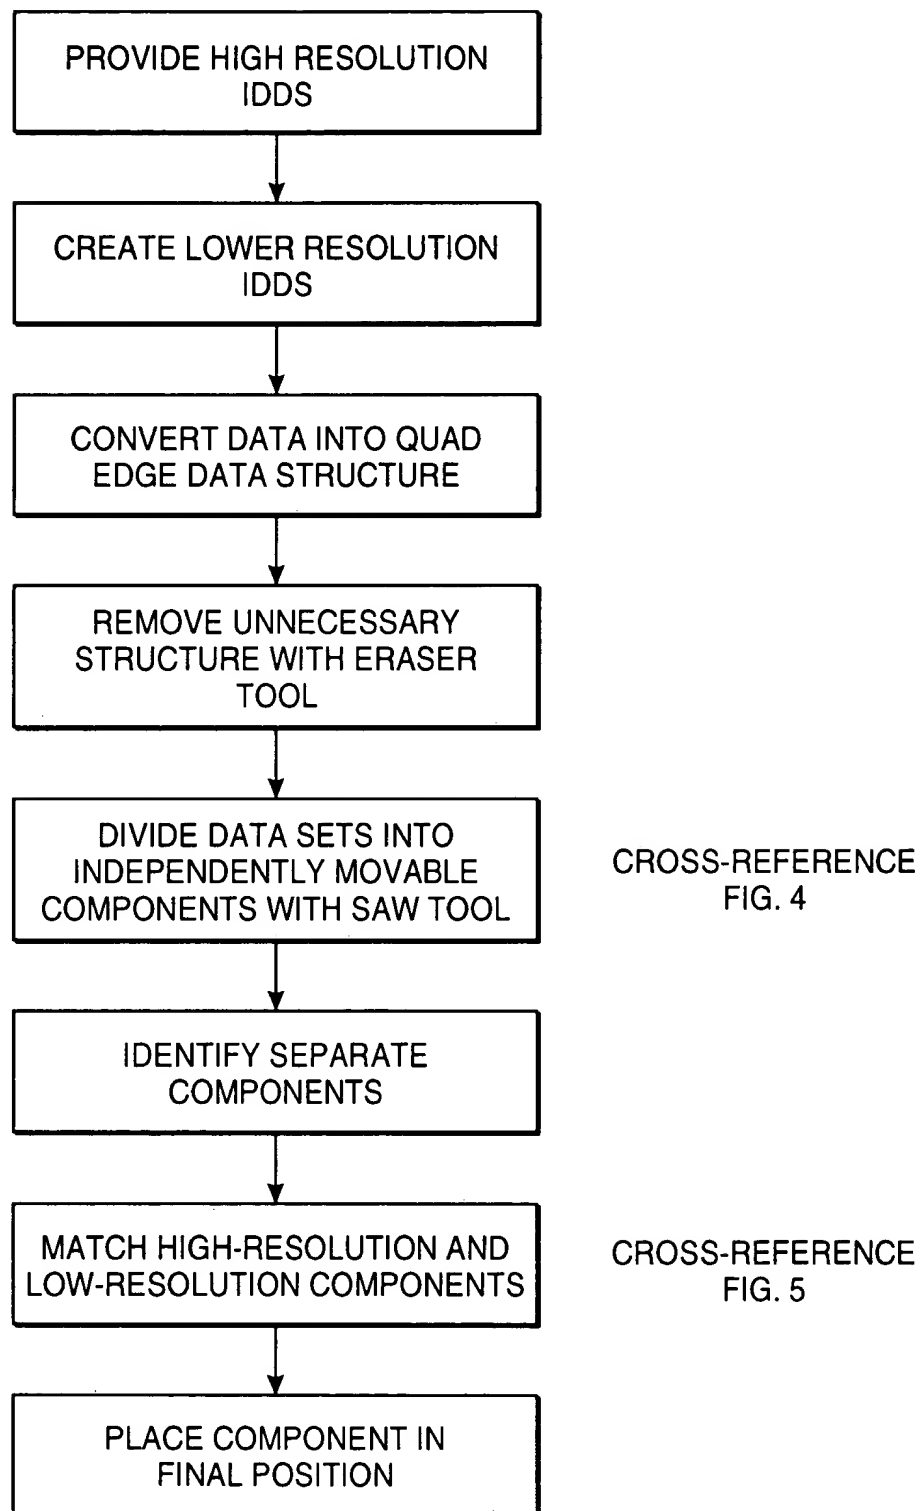 PROVIDE HIGH RESOLUTION
IDDS
CREATE LOWER RESOLUTION
IDDS
CONVERT DATA INTO QUAD
EDGE DATA STRUCTURE
REMOVE UNNECESSARY
STRUCTURE WITH ERASER
TOOL
DIVIDE DATA SETS INTO
INDEPENDENTLY MOVABLE
COMPONENTS WITH SAW TOOL
CROSS-REFERENCE
FIG. 4
IDENTIFY SEPARATE
COMPONENTS
MATCH HIGH-RESOLUTION AND
LOW-RESOLUTION COMPONENTS
CROSS-REFERENCE
FIG. 5
PLACE COMPONENT IN
FINAL POSITION